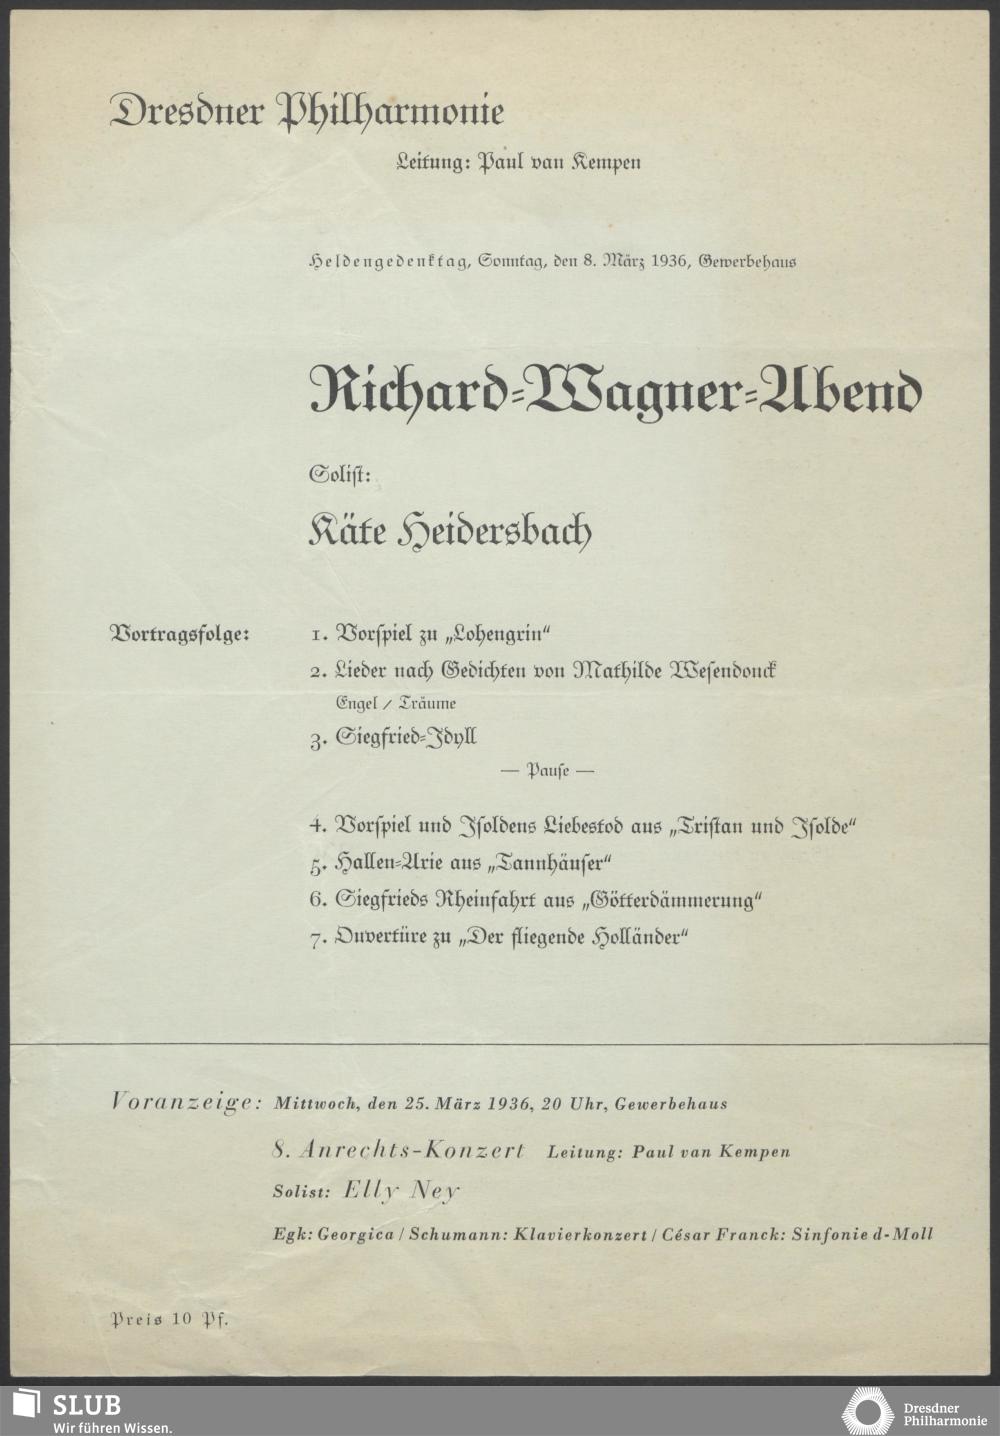 Dresdner Philharmonie
Leitung: Paul van Kempen
Heldengedenktag, Sonntag, den 8. März 1936, Gewerbehaus
Richard-Wagner-Abend
Soliſt:
Käte Heidersbach
Vortragsfolge:
1. Vorſpiel zu „Lohengrin“
2. Lieder nach Gedichten von Mathilde Weſendonck
Engel / Träume
3. Siegfried-Idyll
— Pauſe —
4. Vorſpiel und Iſoldens Liebestod aus „Triſtan und Iſolde“
5. Hallen-Arie aus „Tannhäuſer“
6. Siegfrieds Rheinfahrt aus „Götterdämmerung“
7. Ouvertüre zu „Der fliegende Holländer“
Voranzeige: Mittwoch, den 25. März 1936, 20 Uhr, Gewerbehaus
8. Anrechts-Konzert Leitung: Paul van Kempen
Solist: Elly Ney
Egk: Georgica / Schumann: Klavierkonzert / César Franck: Sinfonie d-Moll
Preis 10 Pf.
SLUB
Wir führen Wissen.
Dresdner
Philharmonie